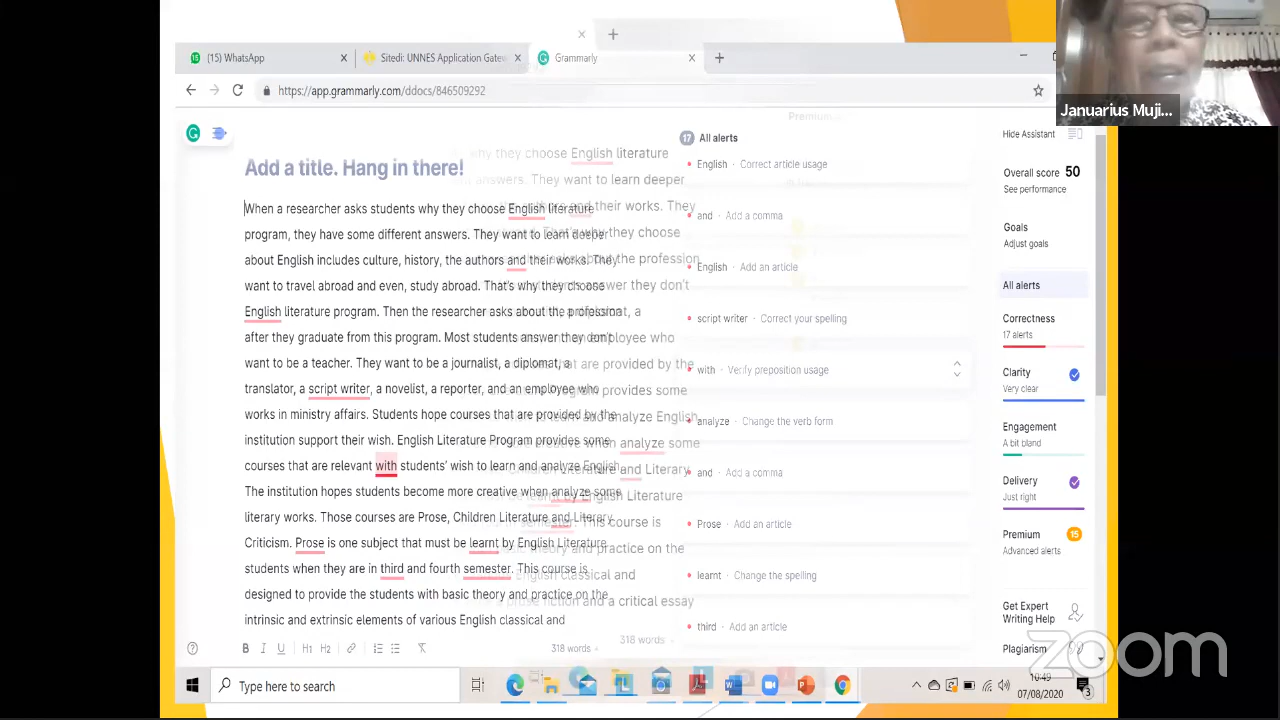 (15) WhatsApp
Sitedi: UNNES Application Gatew
Grammarly
https://app.grammarly.com/ddocs/846509292
Januarius Muji...
Add a title. Hang in there!
When a researcher asks students why they choose English literature
program, they have some different answers. They want to learn deeper
about English includes culture, history, the authors and their works. They
want to travel abroad and even, study abroad. That's why they choose
English literature program. Then the researcher asks about the profession
after they graduate from this program. Most students answer they don't
want to be a teacher. They want to be a journalist, a diplomat, a
translator, a script writer, a novelist, a reporter, and an employee who
works in ministry affairs. Students hope courses that are provided by the
institution support their wish. English Literature Program provides some
courses that are relevant with students' wish to learn and analyze English.
The institution hopes students become more creative when analyze some
literary works. Those courses are Prose, Children Literature and Literary
Criticism. Prose is one subject that must be learnt by English Literature
students when they are in third and fourth semester. This course is
designed to provide the students with basic theory and practice on the
intrinsic and extrinsic elements of various English classical and
B I U H1 H2
318 words
318 words
Premium
17 All alerts
English · Correct article usage
and · Add a comma
English · Add an article
script writer · Correct your spelling
with · Verify preposition usage
analyze · Change the verb form
and · Add a comma
Prose · Add an article
learnt · Change the spelling
third · Add an article
Hide Assistant
Overall score 50
See performance
Goals
Adjust goals
All alerts
Correctness
17 alerts
Clarity
Very clear
Engagement
A bit bland
Delivery
Just right
Premium 15
Advanced alerts
Get Expert
Writing Help
Plagiarism
zoom
Type here to search
10:49
07/08/2020
3